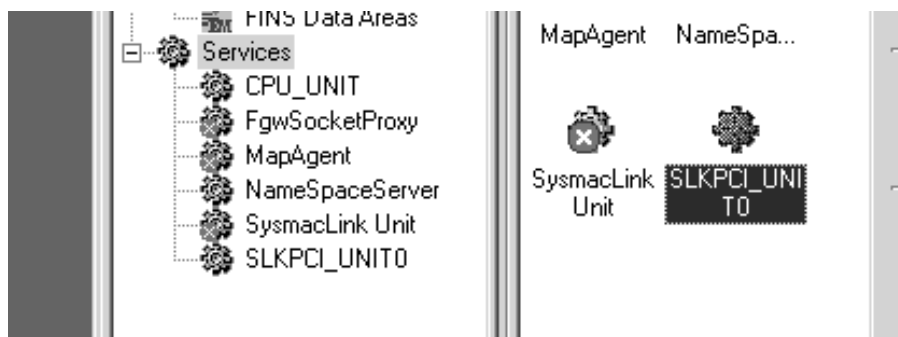 FINS Data Areas
Services
CPU_UNIT
FgwSocketProxy
MapAgent
NameSpaceServer
SysmacLink Unit
SLKPCI_UNIT0
MapAgent NameSpa...
SysmacLink
Unit
SLKPCI_UNI
T0